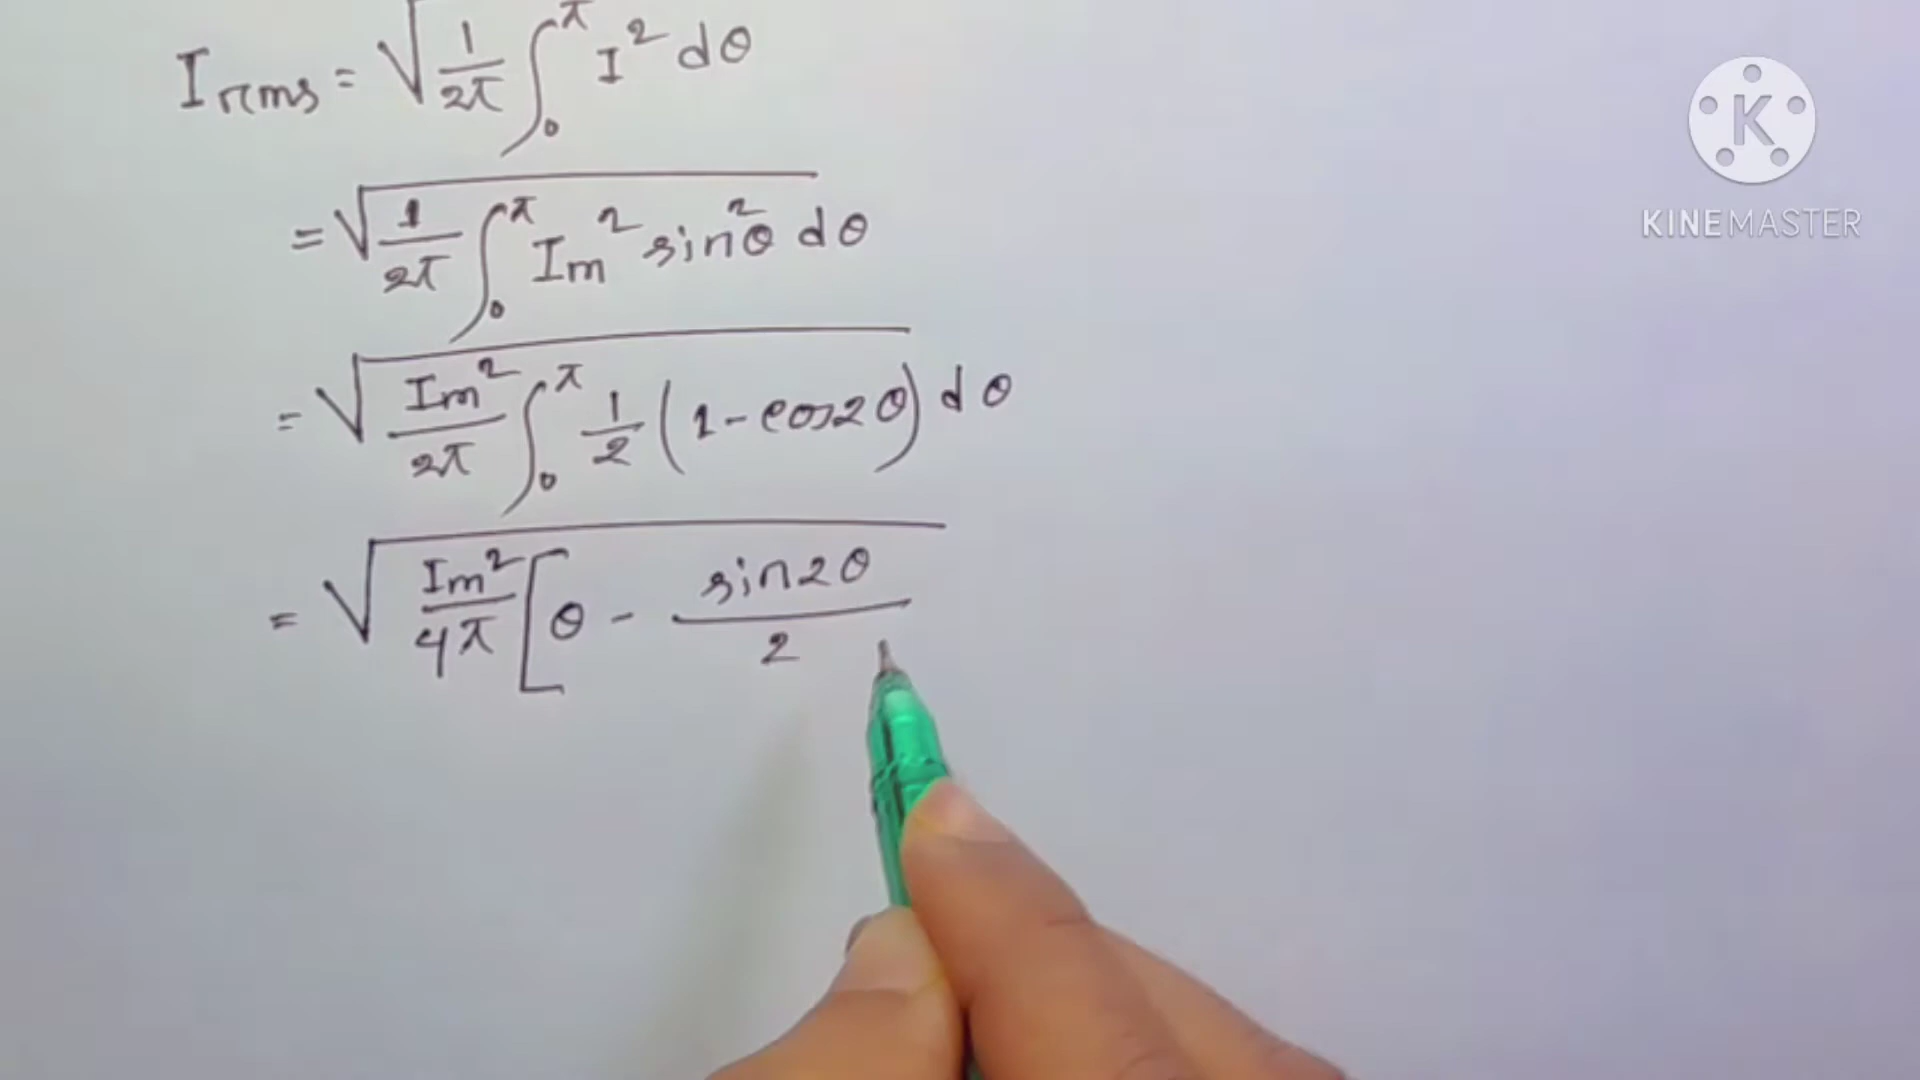 Irms = √ 1/2π ∫₀^π I² dθ
= √ 1/2π ∫₀^π Im² sin²θ dθ
= √ Im²/2π ∫₀^π 1/2 (1 - cos2θ) dθ
= √ Im²/4π [θ - sin2θ/2
K
KINEMASTER